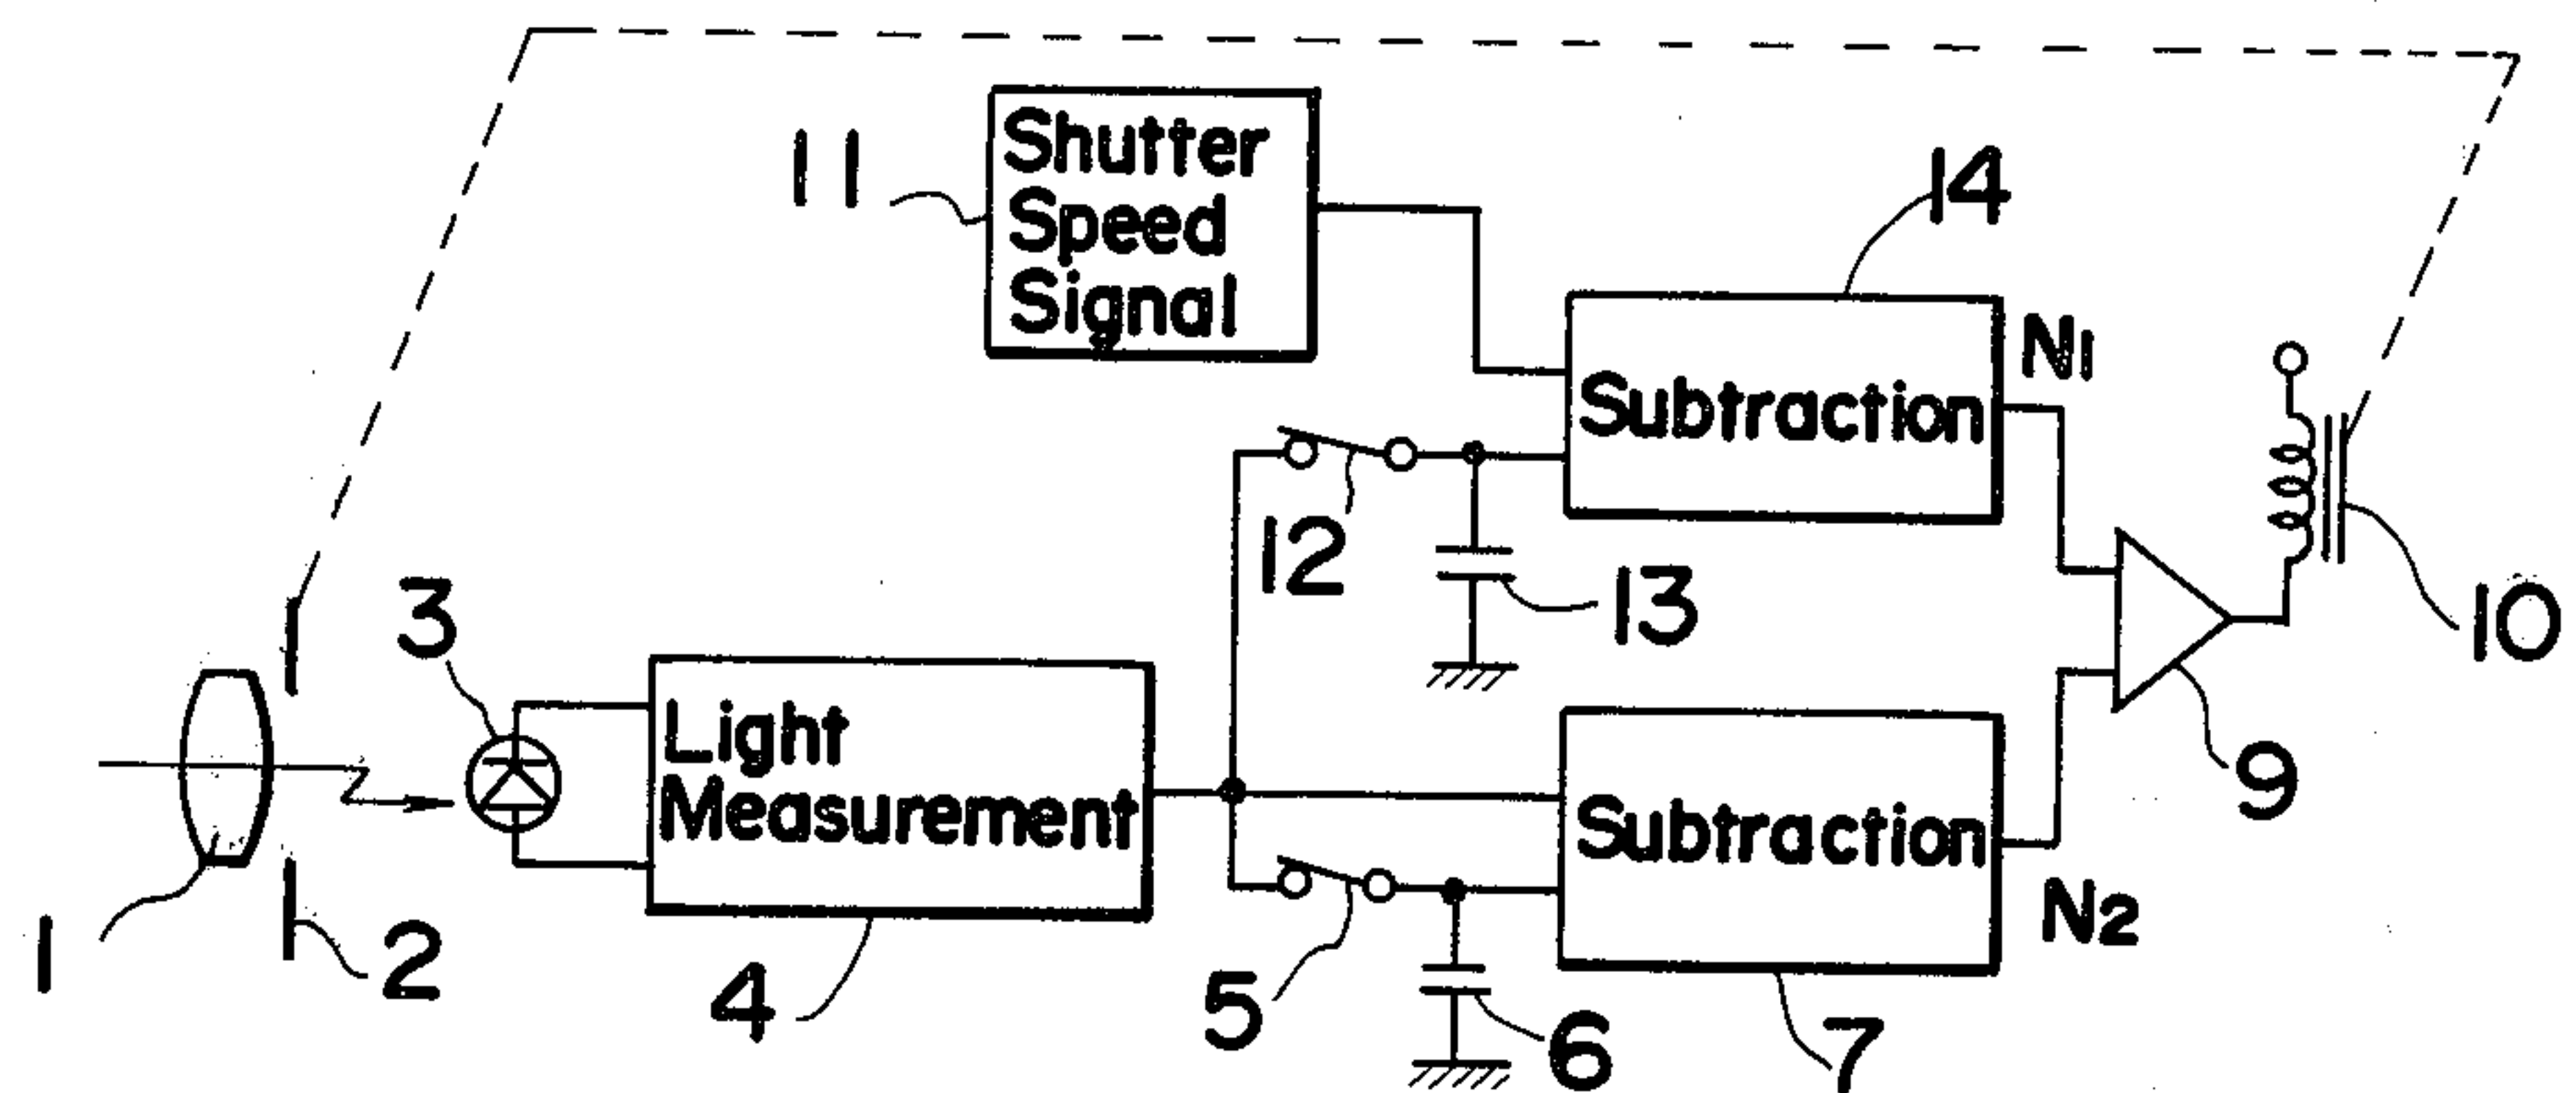 11
Shutter
Speed
Signal
14
Subtraction
N1
12
13
10
3
Light
Measurement
Subtraction
9
N2
1
2
4
5
6
7